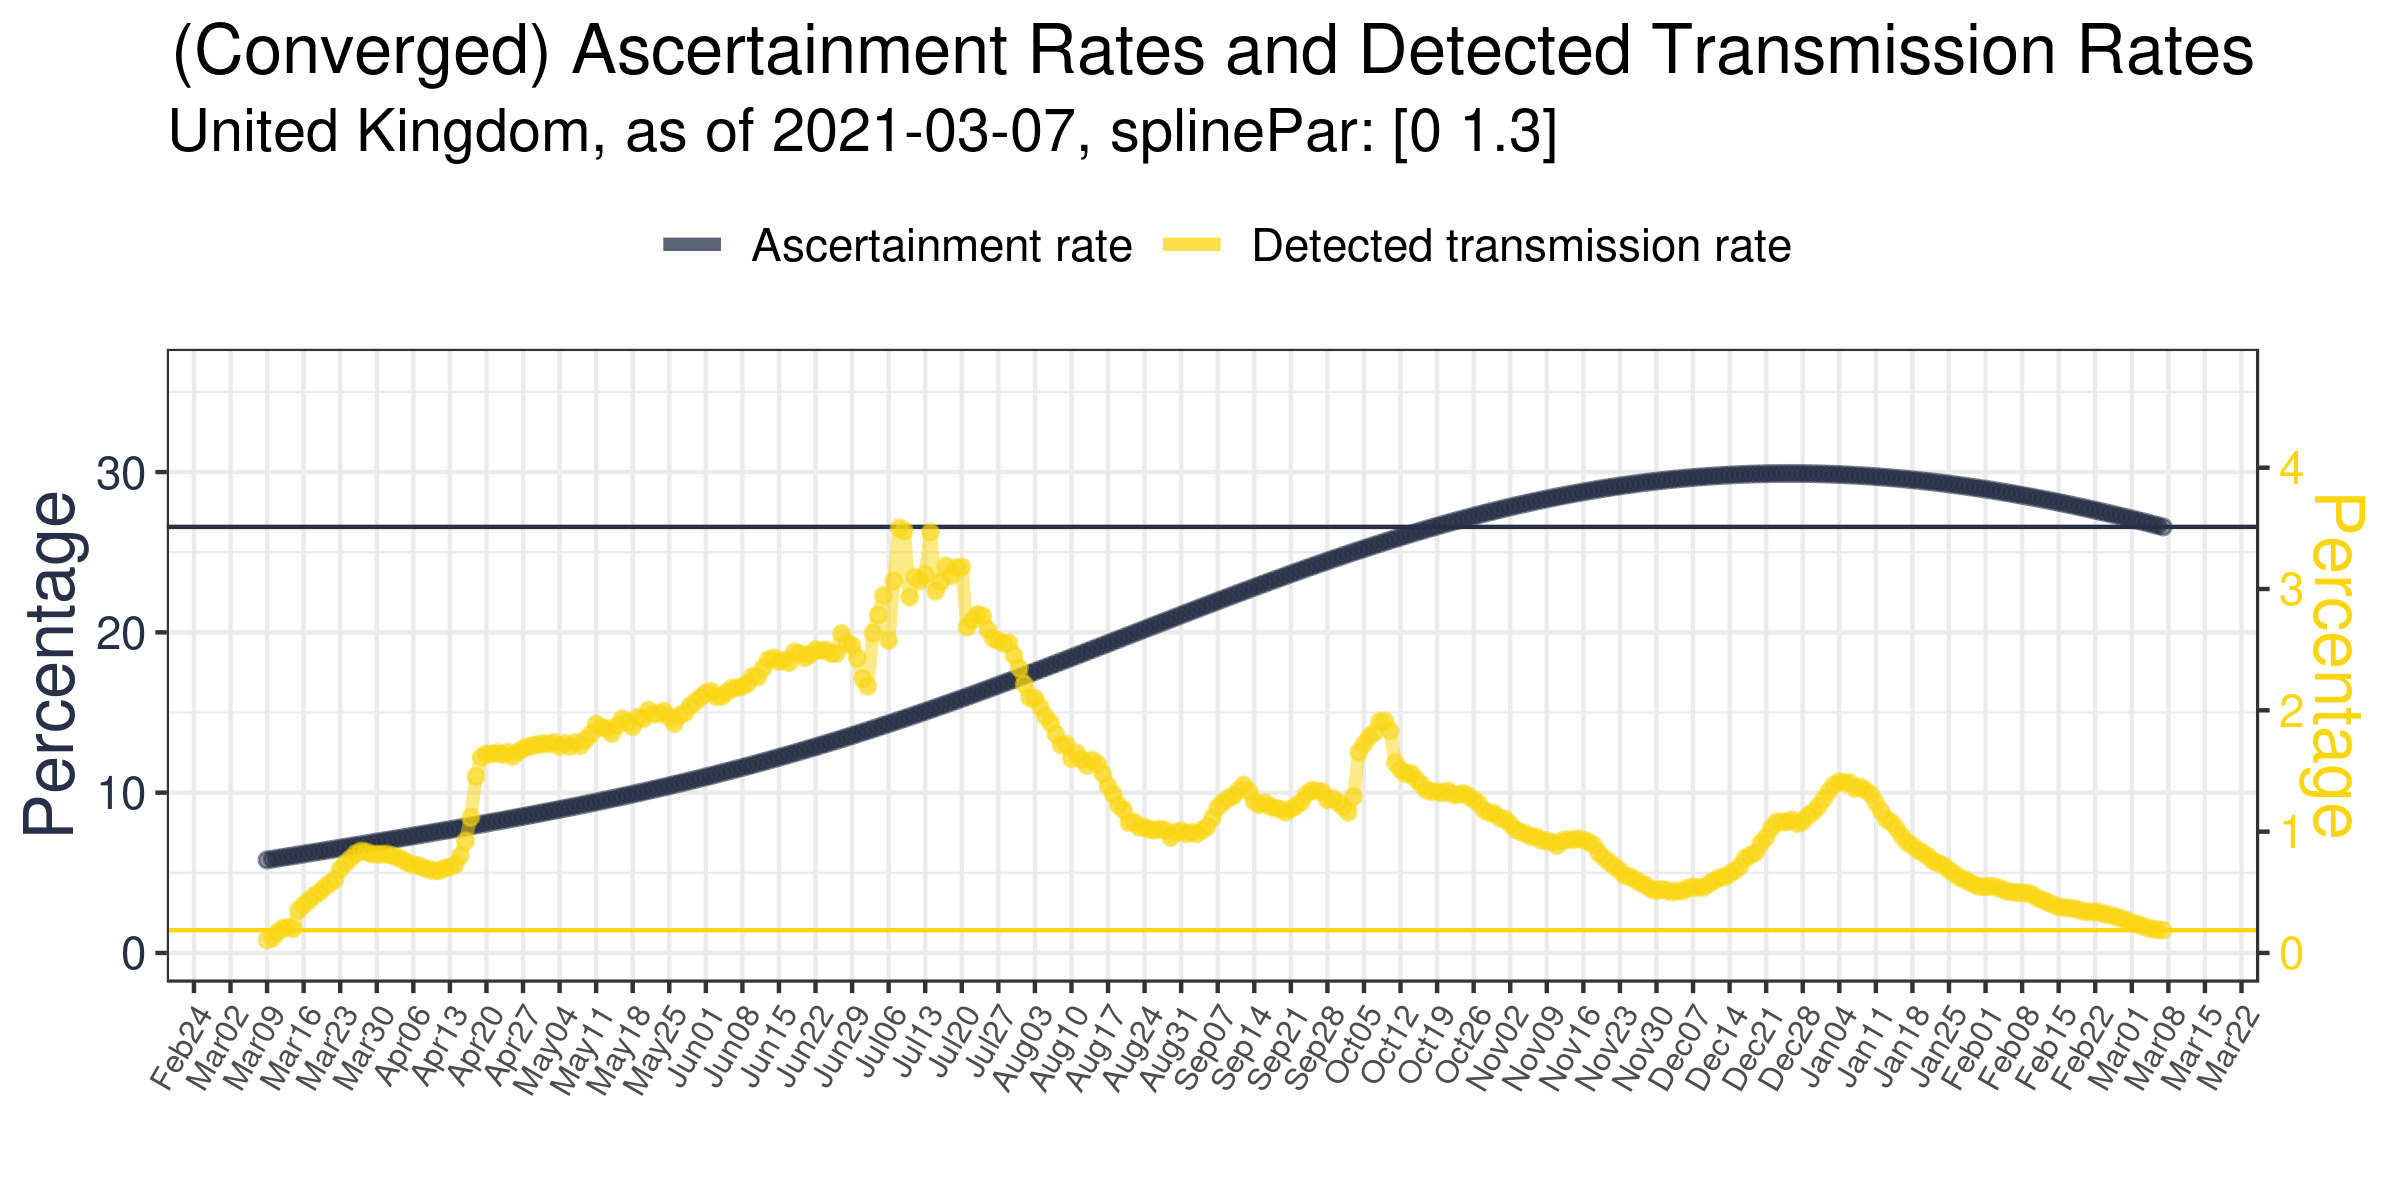 (Converged) Ascertainment Rates and Detected Transmission Rates
United Kingdom, as of 2021-03-07, splinePar: [0 1.3]
Ascertainment rate
Detected transmission rate
Percentage
30
20
10
0
4
3
2
1
0
Percentage
Feb24
Mar02
Mar09
Mar16
Mar23
Mar30
Apr06
Apr13
Apr20
Apr27
May04
May11
May18
May25
Jun01
Jun08
Jun15
Jun22
Jun29
Jul06
Jul13
Jul20
Jul27
Aug03
Aug10
Aug17
Aug24
Aug31
Sep07
Sep14
Sep21
Sep28
Oct05
Oct12
Oct19
Oct26
Nov02
Nov09
Nov16
Nov23
Nov30
Dec07
Dec14
Dec21
Dec28
Dec04
Jan11
Jan18
Jan25
Feb01
Feb08
Feb15
Feb22
Mar01
Mar08
Mar15
Mar22